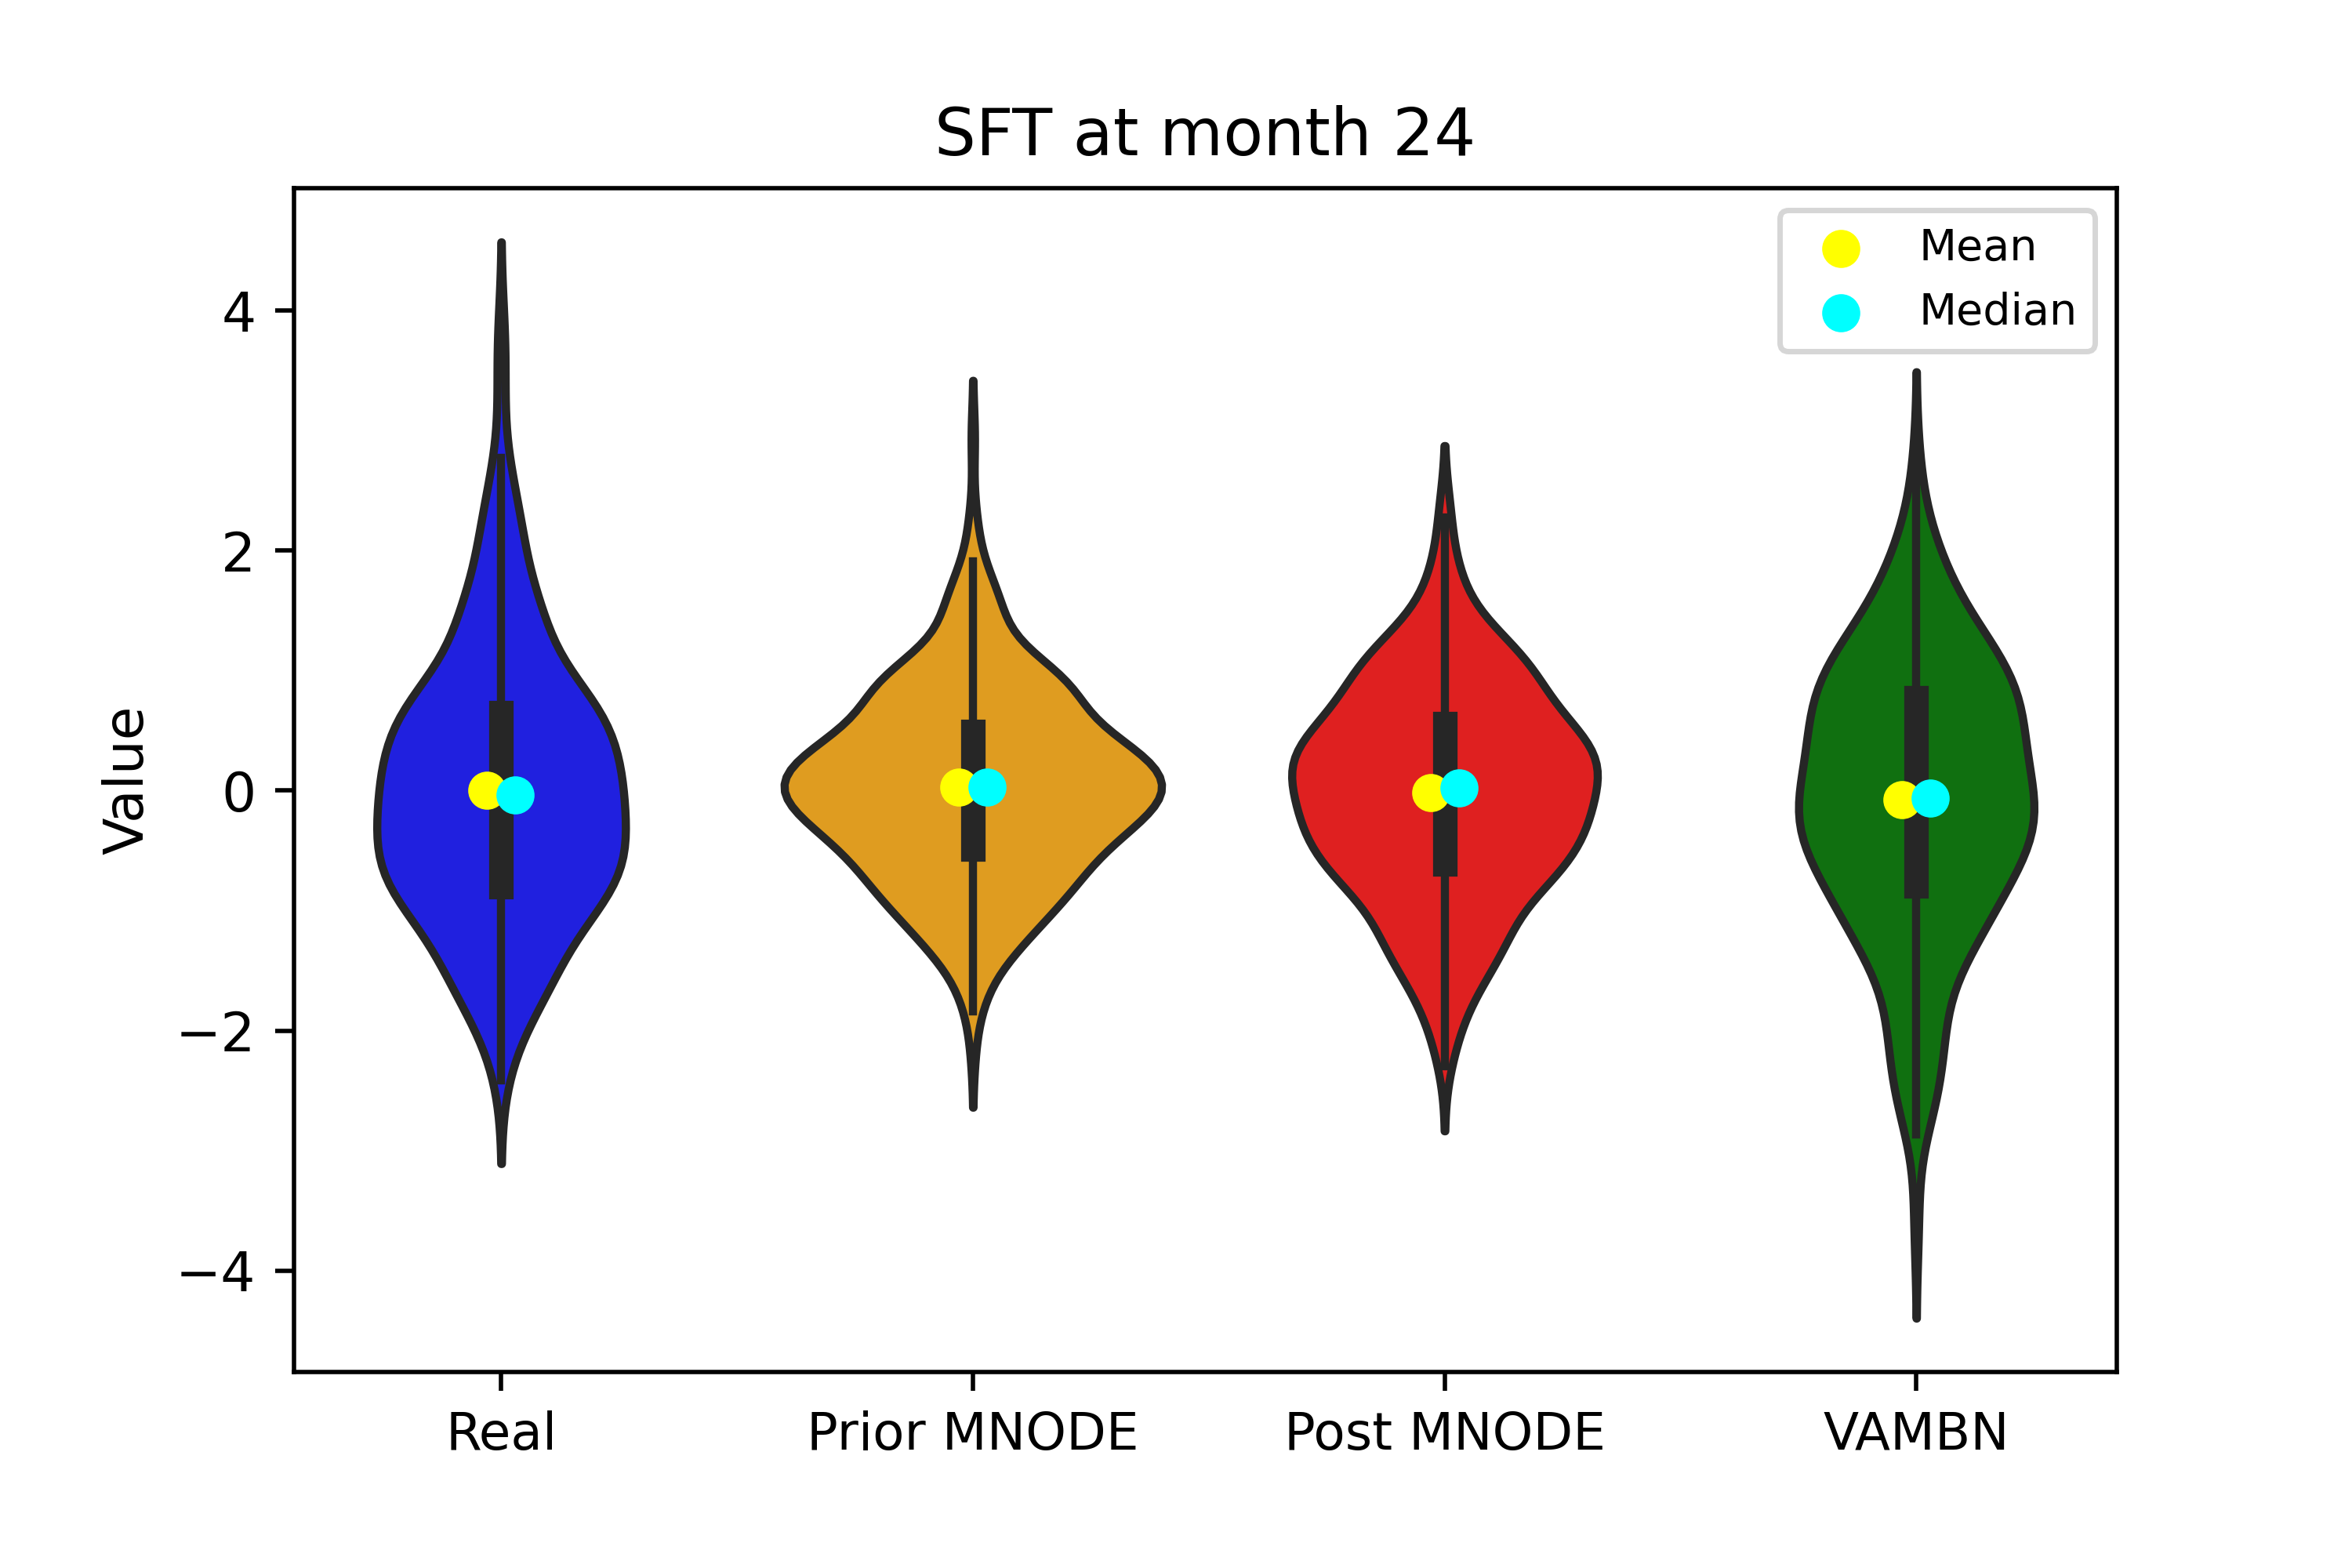 SFT at month 24
Mean
Median
4
2
0
−2
−4
Value
Real
Prior MNODE
Post MNODE
VAMBN